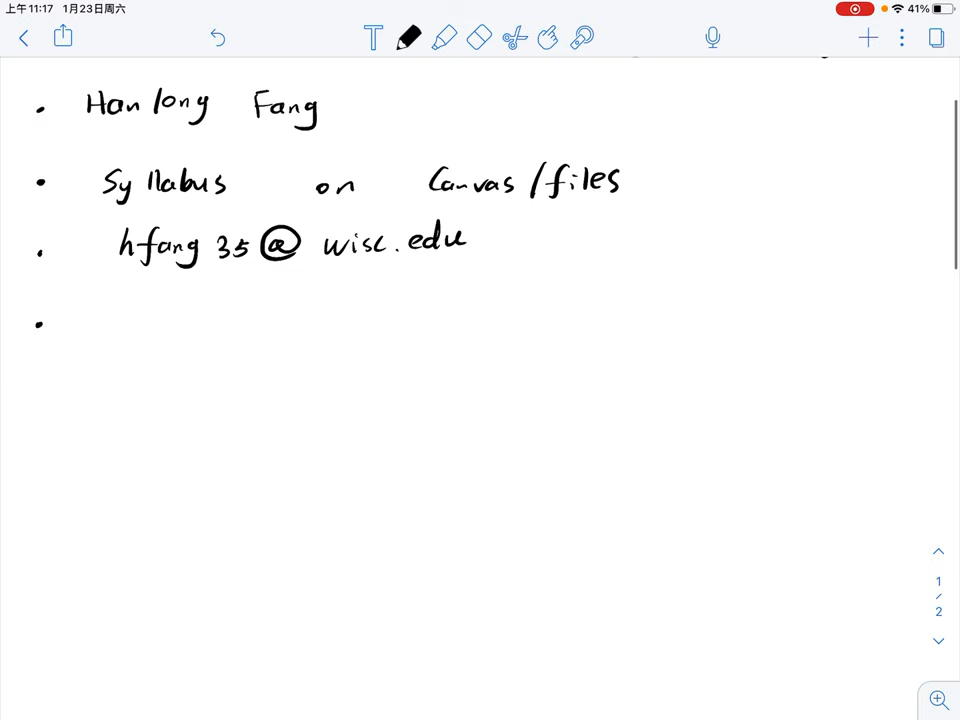 上午11:17 1月23日周六 41%
• Hanlong Fang
• Syllabus on Canvas/files
• hfang35@wisc.edu
•
1
/
2